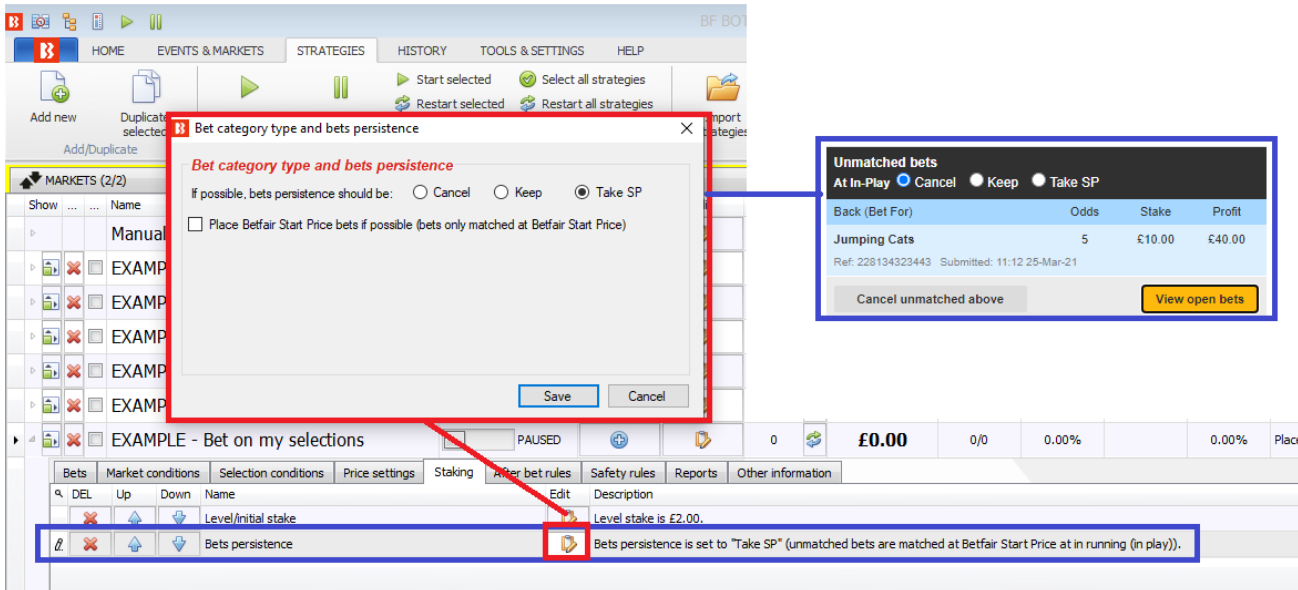 BF BOT
HOME EVENTS & MARKETS STRATEGIES HISTORY TOOLS & SETTINGS HELP
Start selected Select all strategies
Restart selected Restart all strategies
Add new Duplicate
selected
Add/Duplicate
Bet category type and bets persistence
Bet category type and bets persistence
If possible, bets persistence should be: Cancel Keep Take SP
Place Betfair Start Price bets if possible (bets only matched at Betfair Start Price)
Save Cancel
Unmatched bets
At In-Play Cancel Keep Take SP
Back (Bet For) Odds Stake Profit
Jumping Cats 5 £10.00 £40.00
Ref: 228134323443 Submitted: 11:12 25-Mar-21
Cancel unmatched above View open bets
MARKETS (2/2)
Show ... ... Name
Manual
EXAMP
EXAMP
EXAMP
EXAMP
EXAMP
EXAMPLE - Bet on my selections PAUSED 0 £0.00 0/0 0.00% 0.00% Place
Bets Market conditions Selection conditions Price settings Staking After bet rules Safety rules Reports Other information
DEL Up Down Name Edit Description
Level/initial stake Level stake is £2.00.
Bets persistence Bets persistence is set to "Take SP" (unmatched bets are matched at Betfair Start Price at in running (in play)).